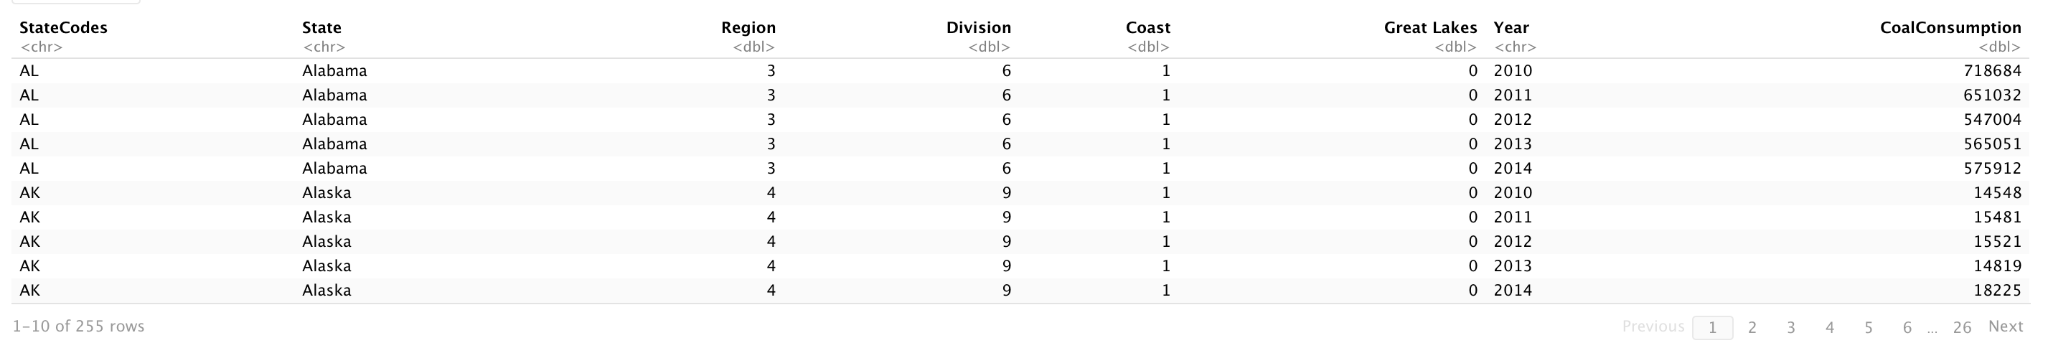 StateCodes State Region Division Coast Great Lakes Year CoalConsumption
<chr> <chr> <dbl> <dbl> <dbl> <dbl> <chr> <dbl>
AL Alabama 3 6 1 0 2010 718684
AL Alabama 3 6 1 0 2011 651032
AL Alabama 3 6 1 0 2012 547004
AL Alabama 3 6 1 0 2013 565051
AL Alabama 3 6 1 0 2014 575912
AK Alaska 4 9 1 0 2010 14548
AK Alaska 4 9 1 0 2011 15481
AK Alaska 4 9 1 0 2012 15521
AK Alaska 4 9 1 0 2013 14819
AK Alaska 4 9 1 0 2014 18225
1-10 of 255 rows Previous 1 2 3 4 5 6 ... 26 Next